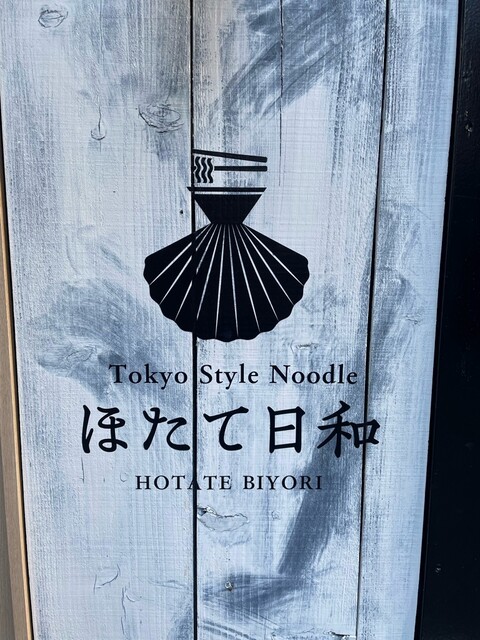 Tokyo Style Noodle
ほたて日和
HOTATE BIYORI